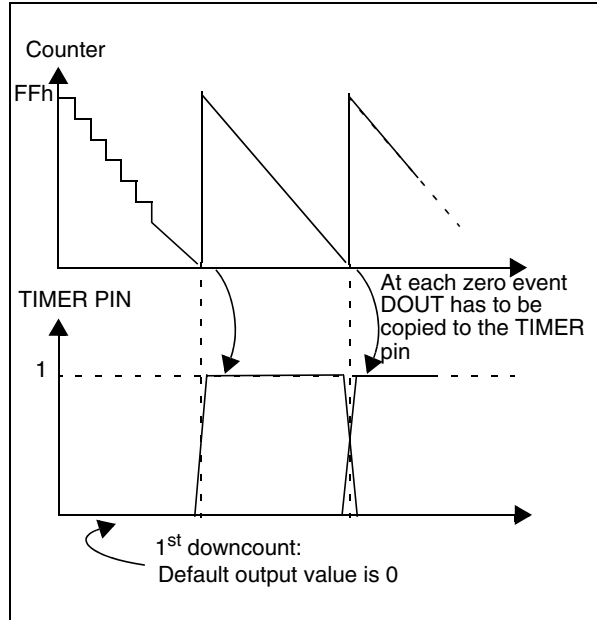 Counter
FFh
At each zero event
DOUT has to be
copied to the TIMER
pin
TIMER PIN
1
1st downcount:
Default output value is 0